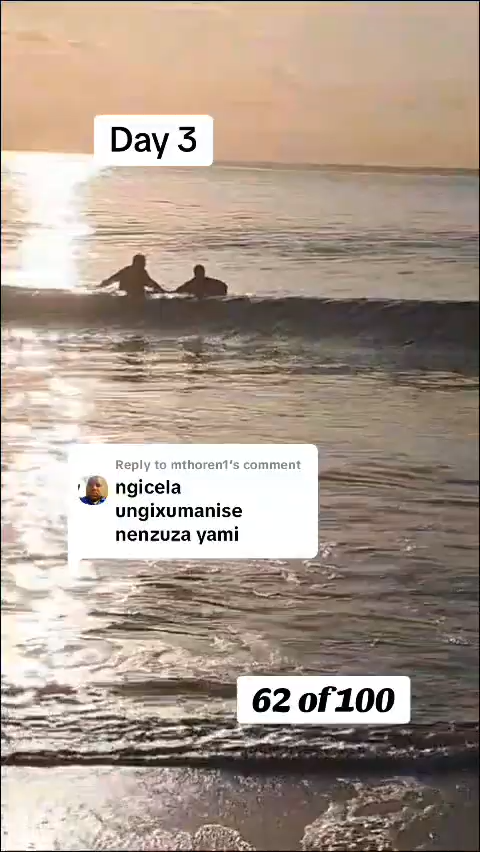 Day 3
Reply to mthoren1's comment
ngicela
ungixumanise
nenzuza yami
62 of 100